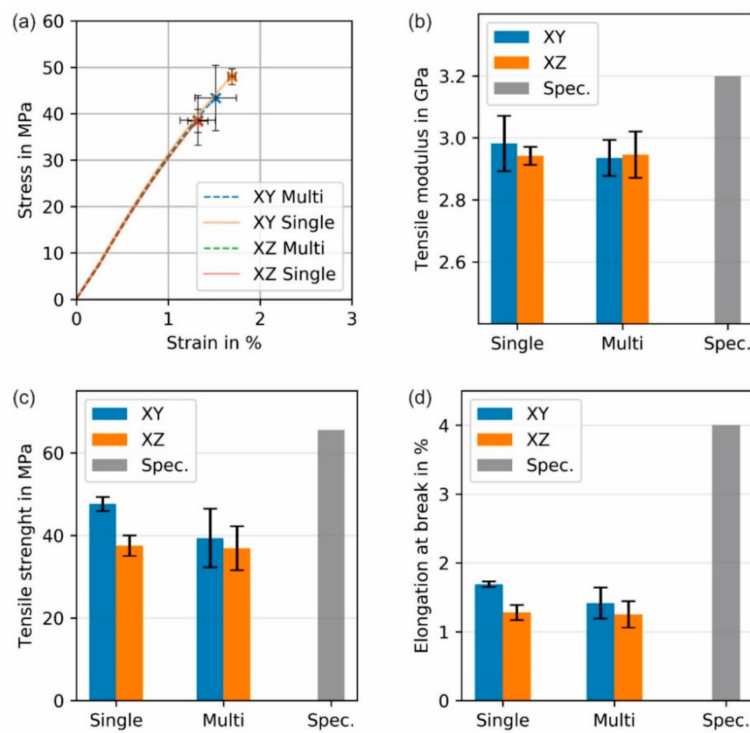 (a)
60
50
40
30
20
10
0
Stress in MPa
XY Multi
XY Single
XZ Multi
XZ Single
0 1 2 3
Strain in %
(b)
XY
XZ
Spec.
3.2
3.0
2.8
2.6
Tensile modulus in GPa
Single Multi Spec.
(c)
XY
XZ
Spec.
60
40
20
0
Tensile strenght in MPa
Single Multi Spec.
(d)
XY
XZ
Spec.
4
3
2
1
0
Elongation at break in %
Single Multi Spec.